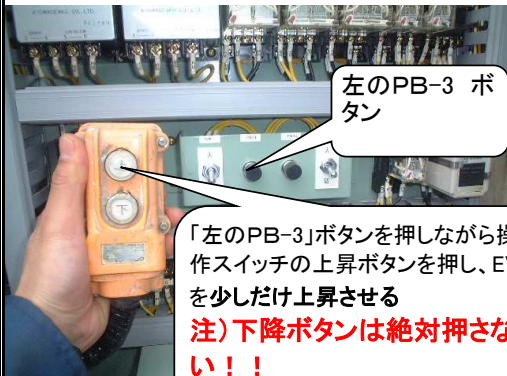 左のPB-3 ボ
タン
下
「左のPB-3」ボタンを押しながら操
作スイッチの上昇ボタンを押し、EV
を少しだけ上昇させる
注）下降ボタンは絶対押さな
い！！